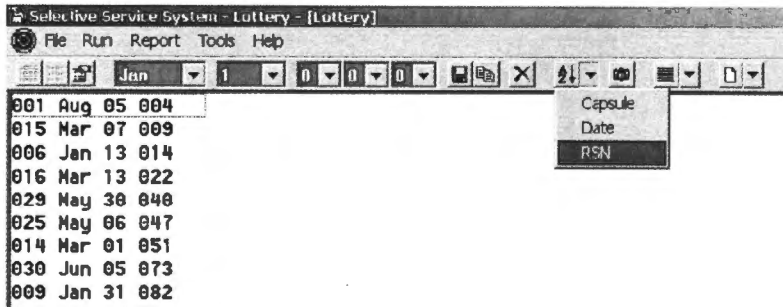 Selective Service System - Lottery - [Lottery]
File Run Report Tools Help
Jan 1 0 0 0
Capsule
Date
RSN
001 Aug 05 004
015 Mar 07 009
006 Jan 13 014
016 Mar 13 022
029 May 30 040
025 May 06 047
014 Mar 01 051
030 Jun 05 073
009 Jan 31 082